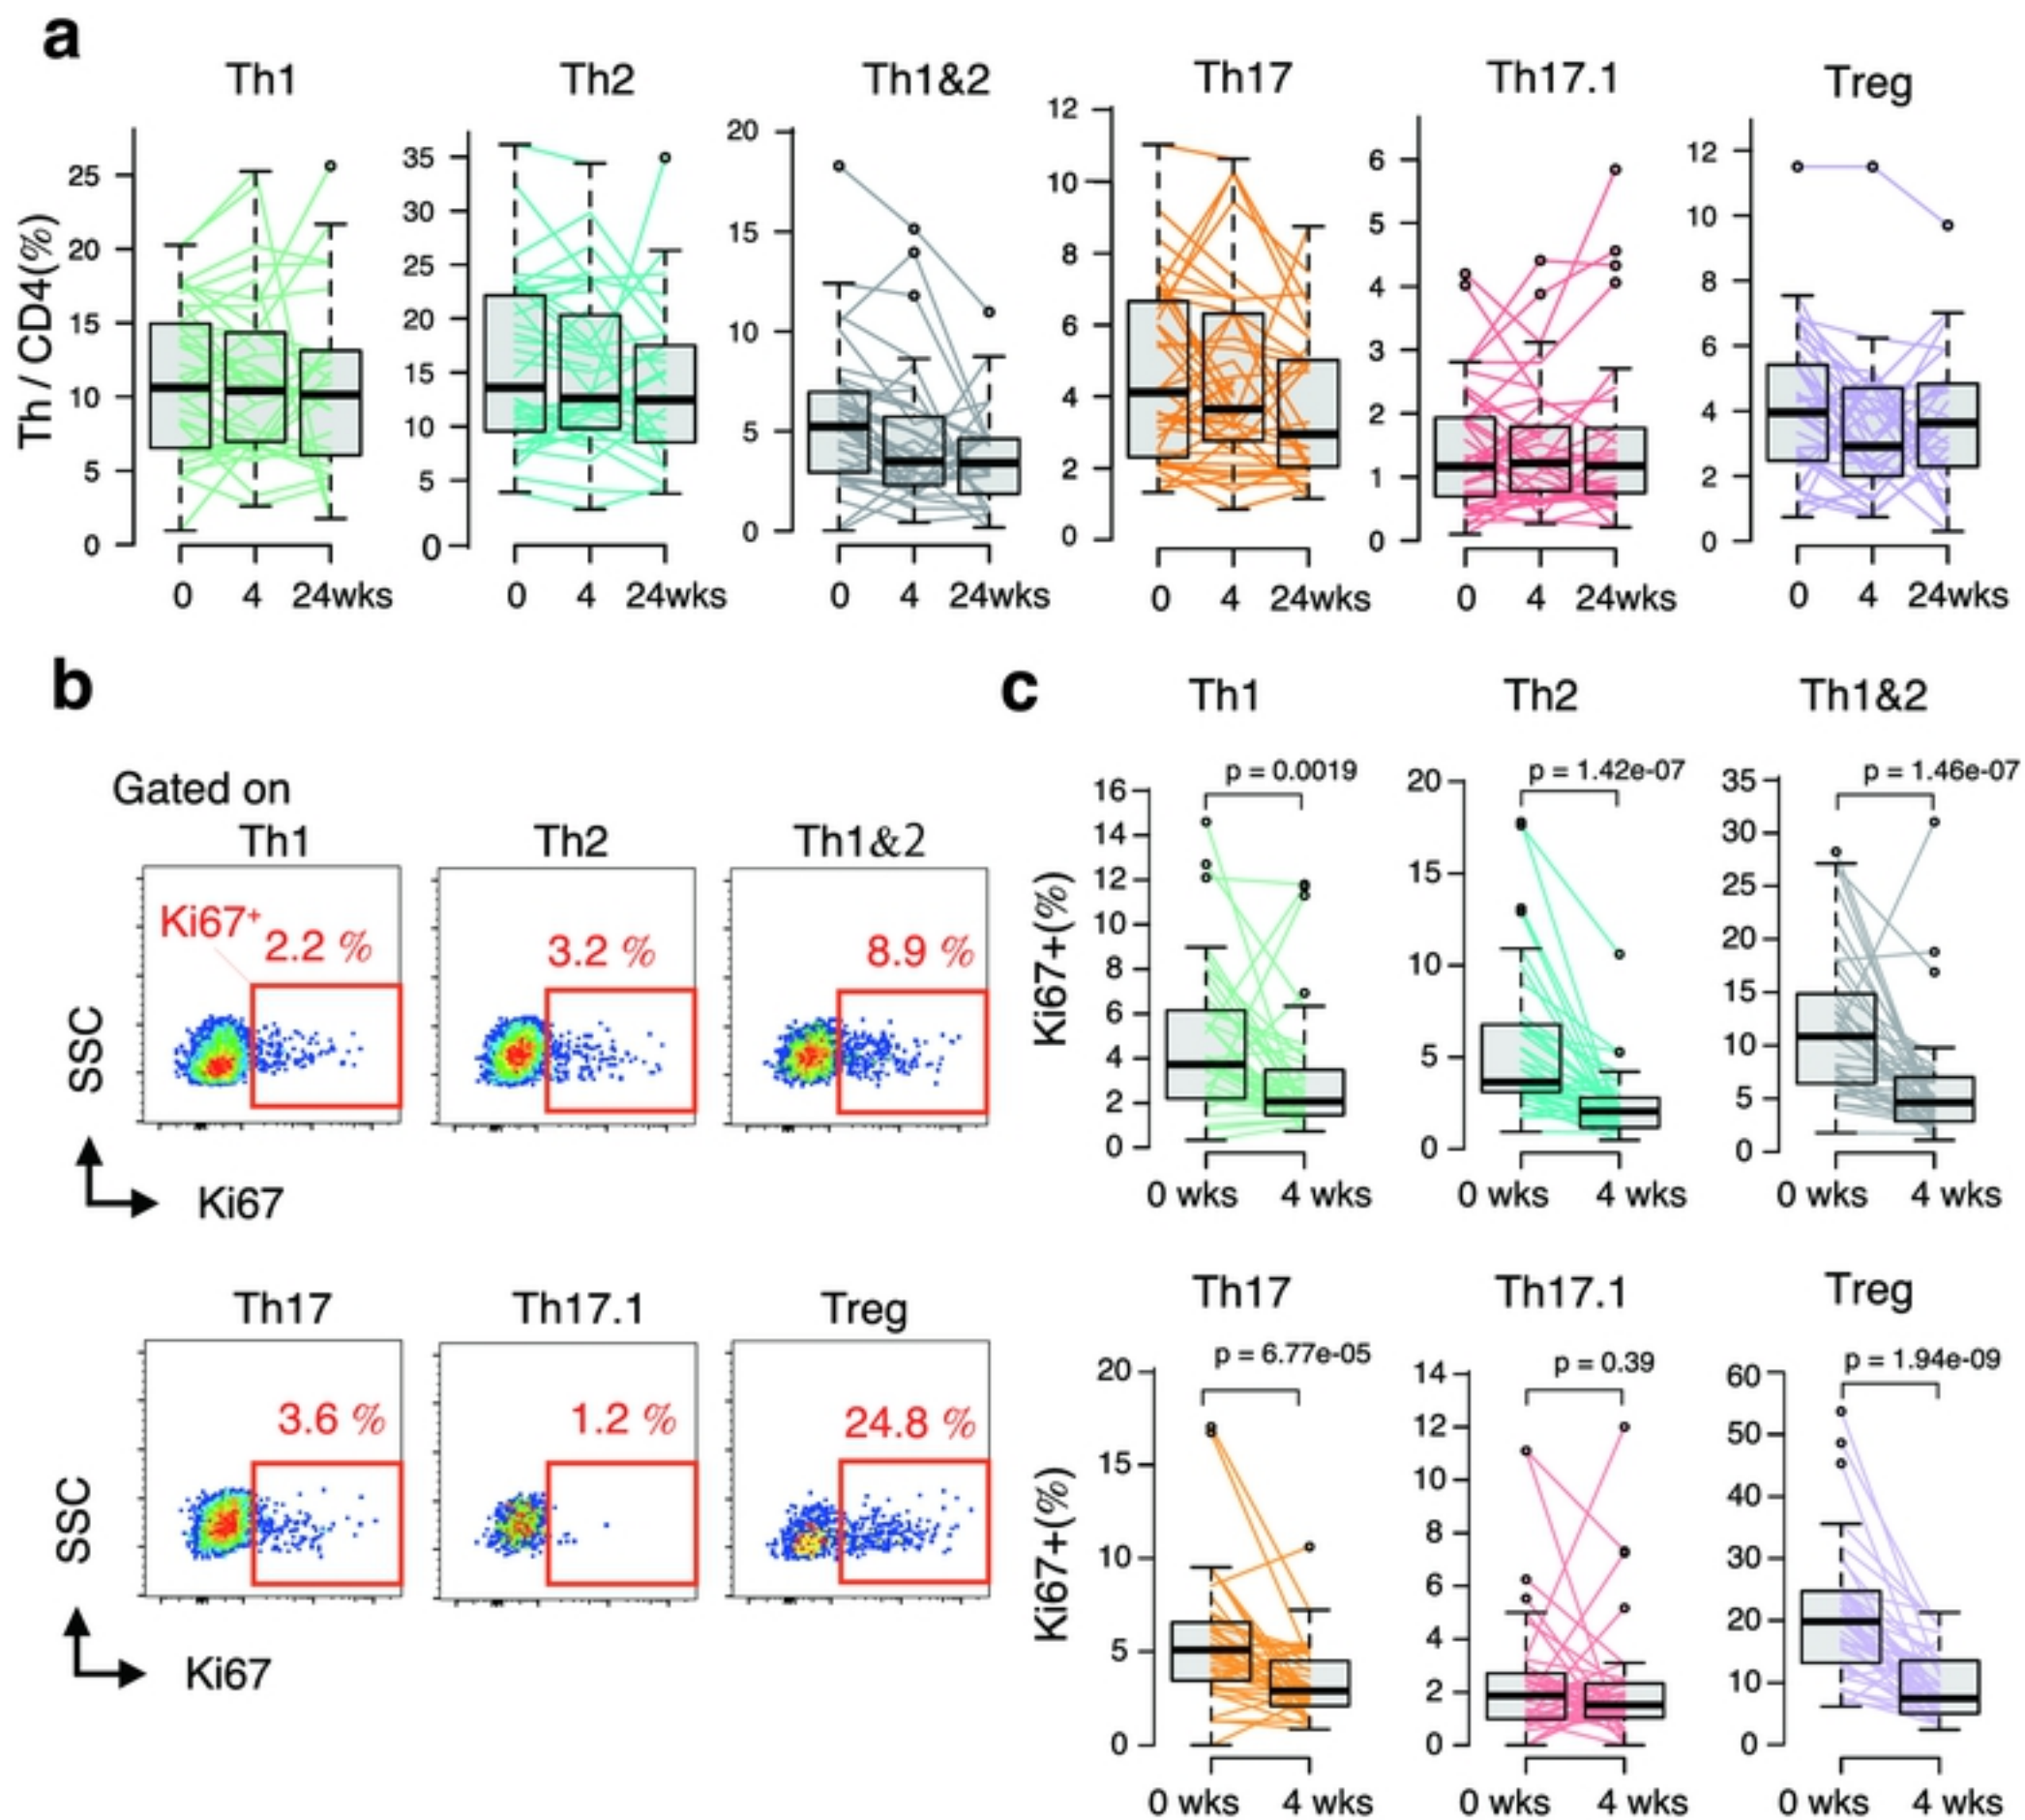 a
Th1
Th2
Th1&2
Th17
Th17.1
Treg
Th / CD4(%)
25
20
15
10
5
0
0 4 24wks
35
30
25
20
15
10
5
0
0 4 24wks
20
15
10
5
0
0 4 24wks
12
10
8
6
4
2
0
0 4 24wks
6
5
4
3
2
1
0
0 4 24wks
12
10
8
6
4
2
0
0 4 24wks
b
Gated on
Th1
Th2
Th1&2
Ki67+
2.2 %
3.2 %
8.9 %
SSC
Ki67
Th17
Th17.1
Treg
3.6 %
1.2 %
24.8 %
SSC
Ki67
c
Th1
Th2
Th1&2
Ki67+(%)
p = 0.0019
16
14
12
10
8
6
4
2
0
0 wks 4 wks
p = 1.42e-07
20
15
10
5
0
0 wks 4 wks
p = 1.46e-07
35
30
25
20
15
10
5
0
0 wks 4 wks
Th17
Th17.1
Treg
Ki67+(%)
p = 6.77e-05
20
15
10
5
0
0 wks 4 wks
p = 0.39
14
12
10
8
6
4
2
0
0 wks 4 wks
p = 1.94e-09
60
50
40
30
20
10
0
0 wks 4 wks